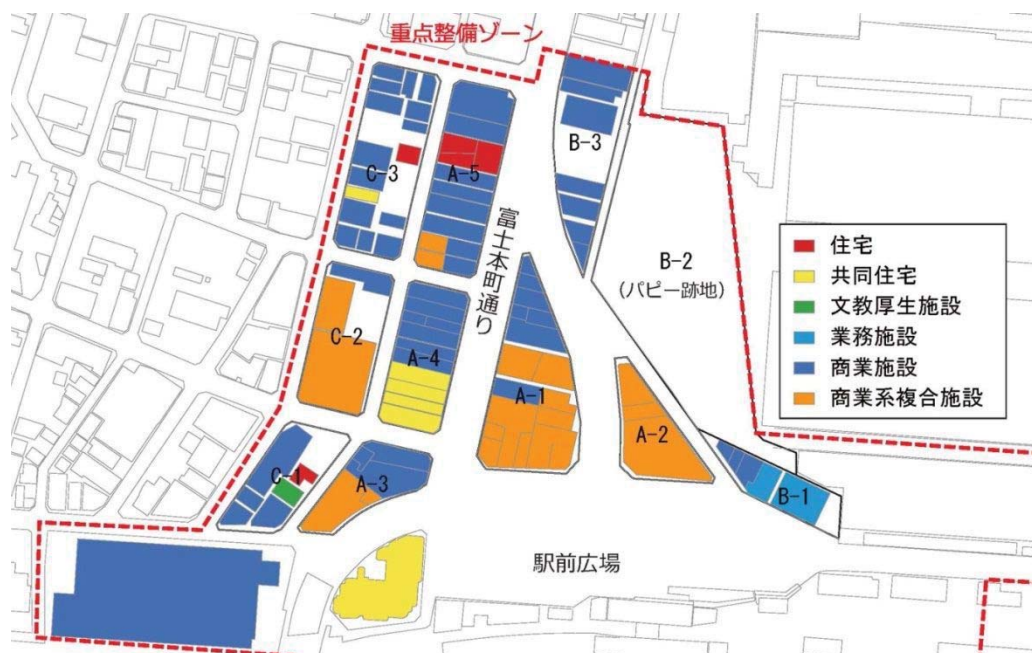 重点整備ゾーン
B-3
C-3
A-5
富士本町通り
B-2
(パピー跡地)
住宅
共同住宅
文教厚生施設
業務施設
商業施設
商業系複合施設
C-2
A-4
A-1
A-2
C-1
A-3
B-1
駅前広場